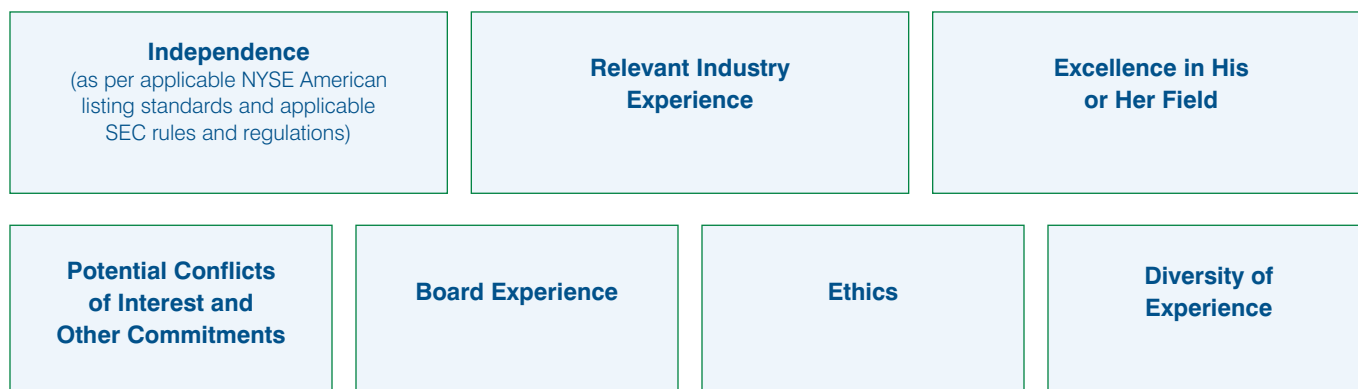 Independence
(as per applicable NYSE American
listing standards and applicable
SEC rules and regulations)
Relevant Industry
Experience
Excellence in His
or Her Field
Potential Conflicts
of Interest and
Other Commitments
Board Experience
Ethics
Diversity of
Experience